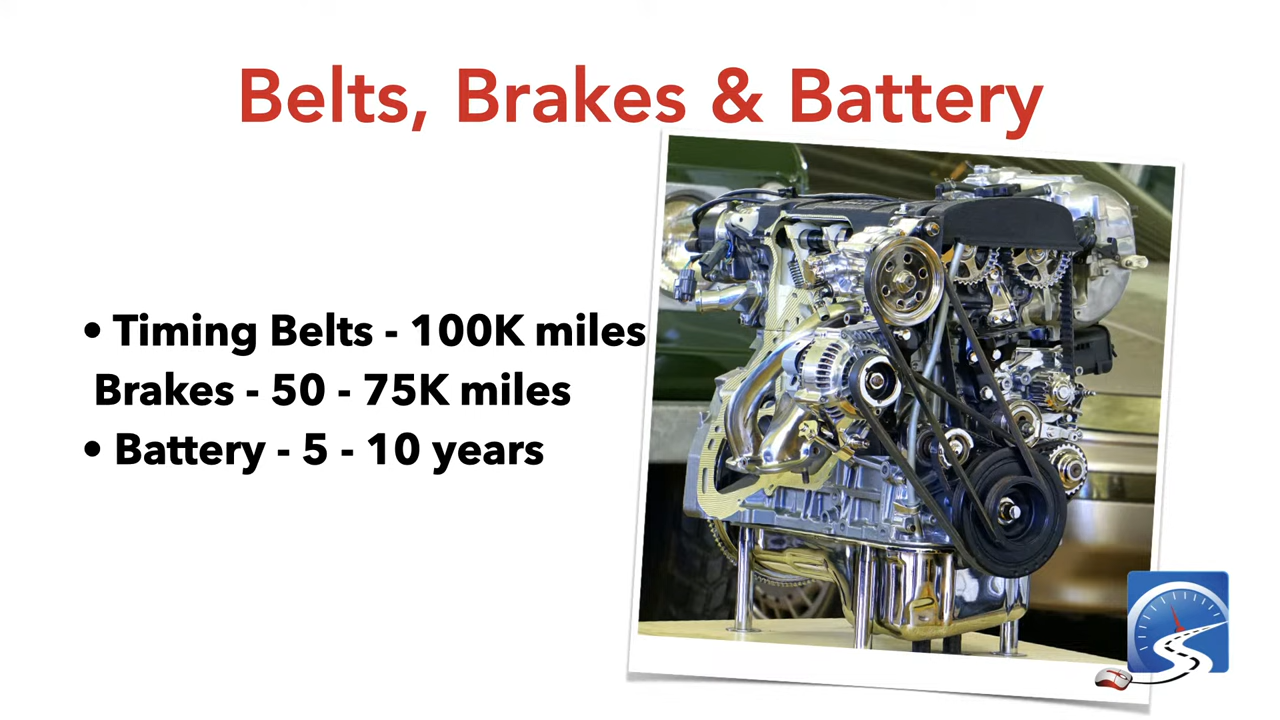 Belts, Brakes & Battery
• Timing Belts - 100K miles
Brakes - 50 - 75K miles
• Battery - 5 - 10 years